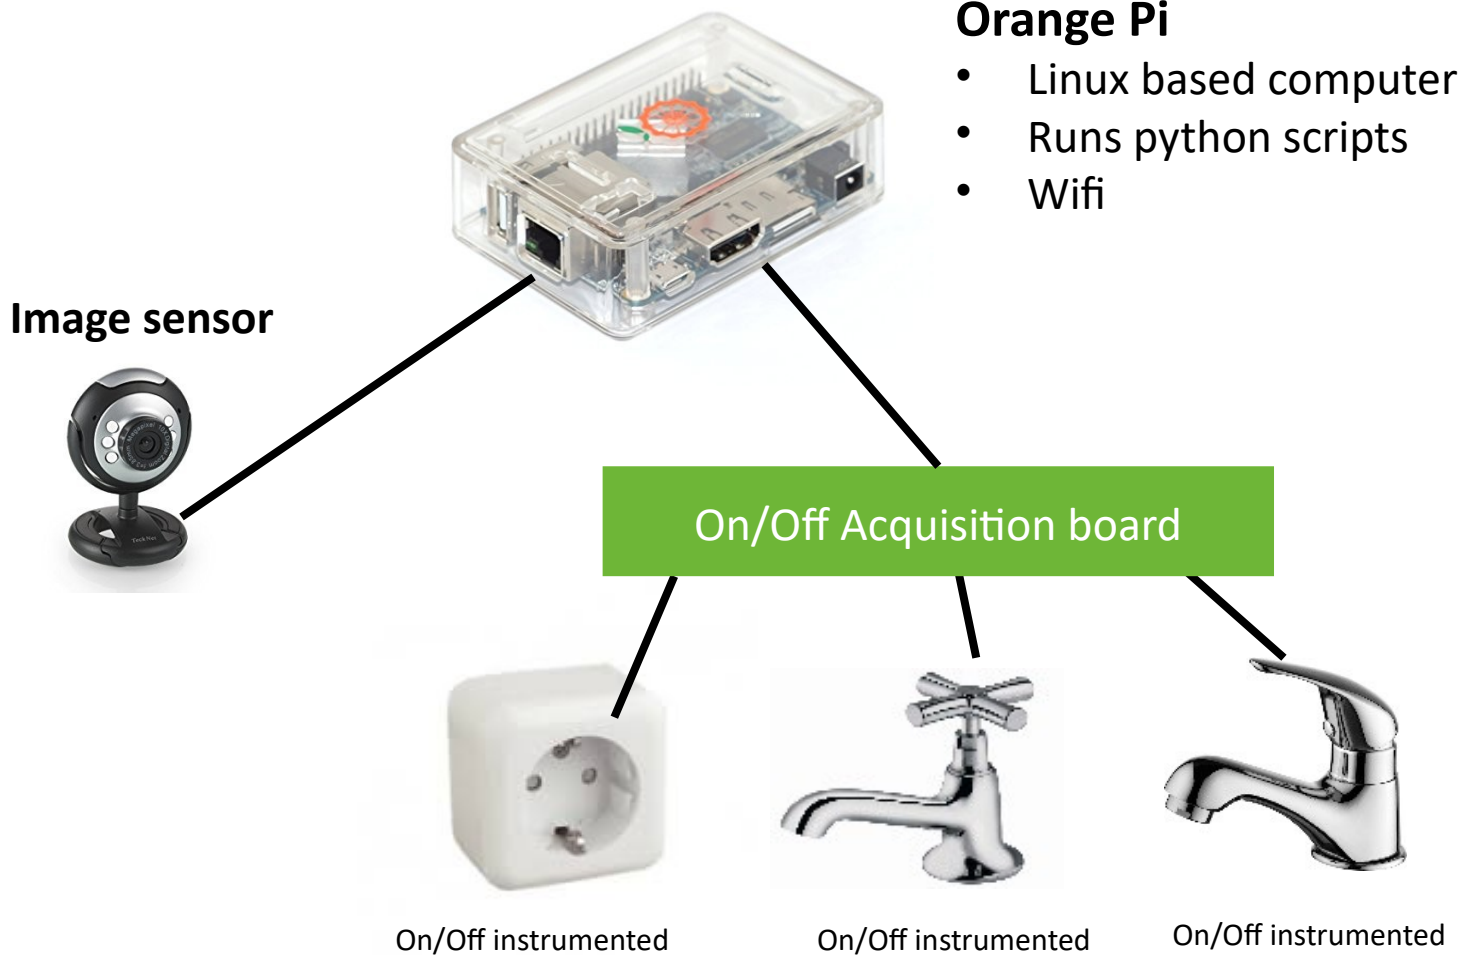 Orange Pi
• Linux based computer
• Runs python scripts
• Wifi
Image sensor
On/Off Acquisition board
On/Off instrumented
On/Off instrumented
On/Off instrumented